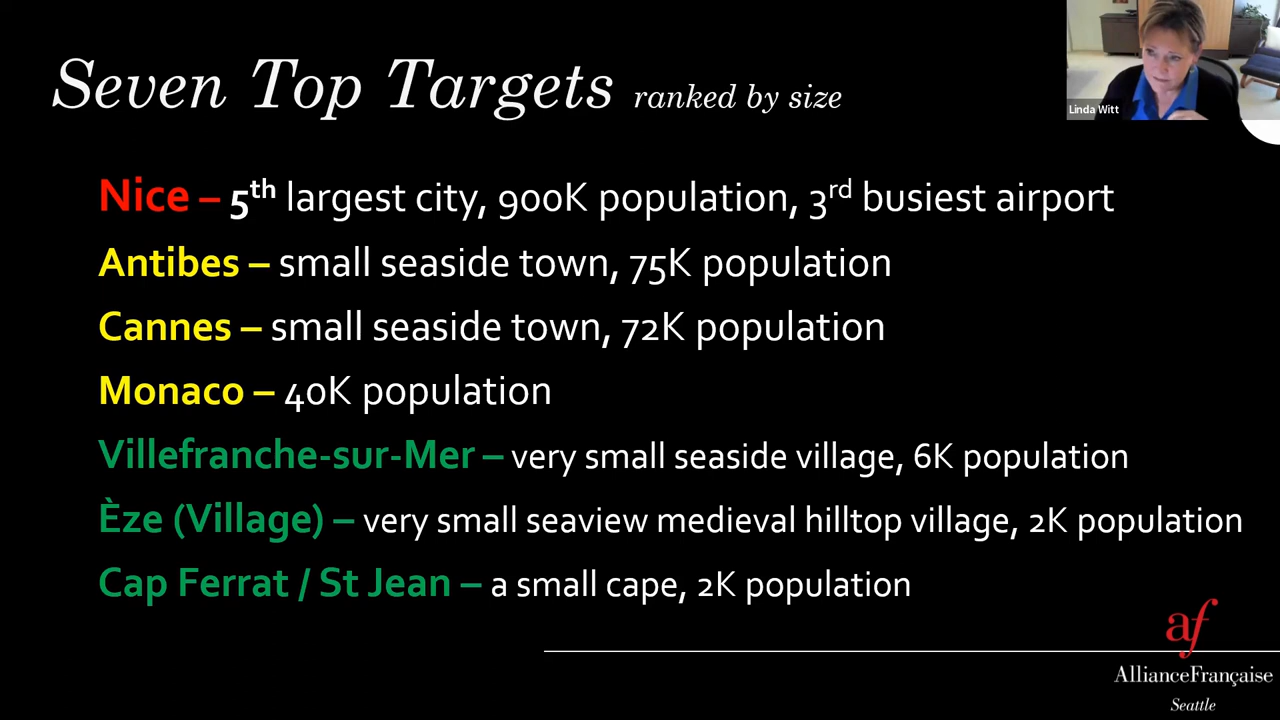 Seven Top Targets ranked by size
Linda Witt
Nice – 5th largest city, 900K population, 3rd busiest airport
Antibes – small seaside town, 75K population
Cannes – small seaside town, 72K population
Monaco – 40K population
Villefranche-sur-Mer – very small seaside village, 6K population
Èze (Village) – very small seaview medieval hilltop village, 2K population
Cap Ferrat / St Jean – a small cape, 2K population
af
AllianceFrançaise
Seattle